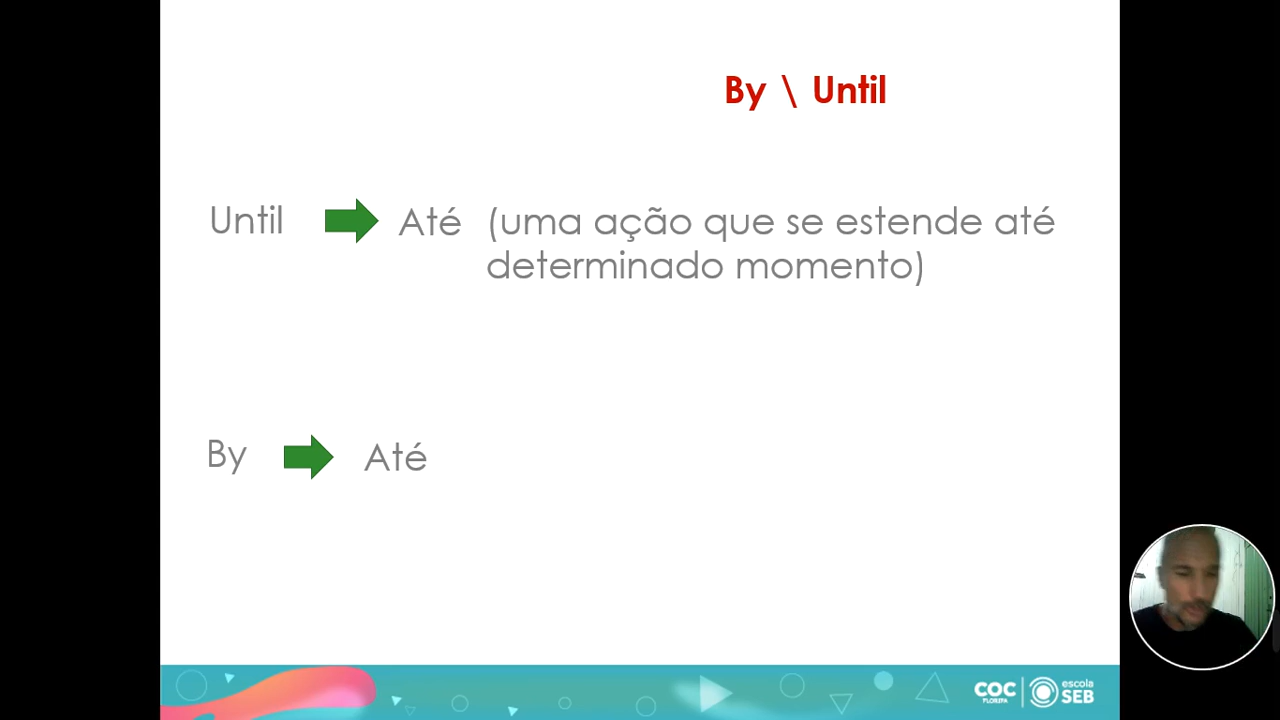 By \ Until
Until Até (uma ação que se estende até
determinado momento)
By Até
COC FLORIPA escola SEB